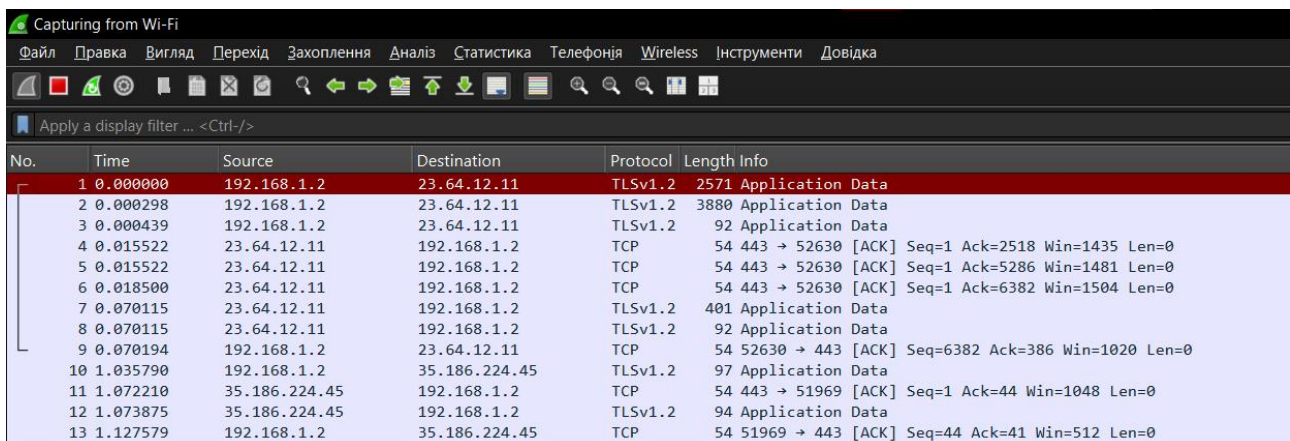 Capturing from Wi-Fi
Файл Правка Вигляд Перехід Захоплення Аналіз Статистика Телефонія Wireless Інструменти Довідка
Apply a display filter ... <Ctrl-/>
No. Time Source Destination Protocol Length Info
1 0.000000 192.168.1.2 23.64.12.11 TLSv1.2 2571 Application Data
2 0.000298 192.168.1.2 23.64.12.11 TLSv1.2 3880 Application Data
3 0.000439 192.168.1.2 23.64.12.11 TLSv1.2 92 Application Data
4 0.015522 23.64.12.11 192.168.1.2 TCP 54 443 → 52630 [ACK] Seq=1 Ack=2518 Win=1435 Len=0
5 0.015522 23.64.12.11 192.168.1.2 TCP 54 443 → 52630 [ACK] Seq=1 Ack=5286 Win=1481 Len=0
6 0.018500 23.64.12.11 192.168.1.2 TCP 54 443 → 52630 [ACK] Seq=1 Ack=6382 Win=1504 Len=0
7 0.070115 23.64.12.11 192.168.1.2 TLSv1.2 401 Application Data
8 0.070115 23.64.12.11 192.168.1.2 TLSv1.2 92 Application Data
9 0.070194 192.168.1.2 23.64.12.11 TCP 54 52630 → 443 [ACK] Seq=6382 Ack=386 Win=1020 Len=0
10 1.035790 192.168.1.2 35.186.224.45 TLSv1.2 97 Application Data
11 1.072210 35.186.224.45 192.168.1.2 TCP 54 443 → 51969 [ACK] Seq=1 Ack=44 Win=1048 Len=0
12 1.073875 35.186.224.45 192.168.1.2 TLSv1.2 94 Application Data
13 1.127579 192.168.1.2 35.186.224.45 TCP 54 51969 → 443 [ACK] Seq=44 Ack=41 Win=512 Len=0